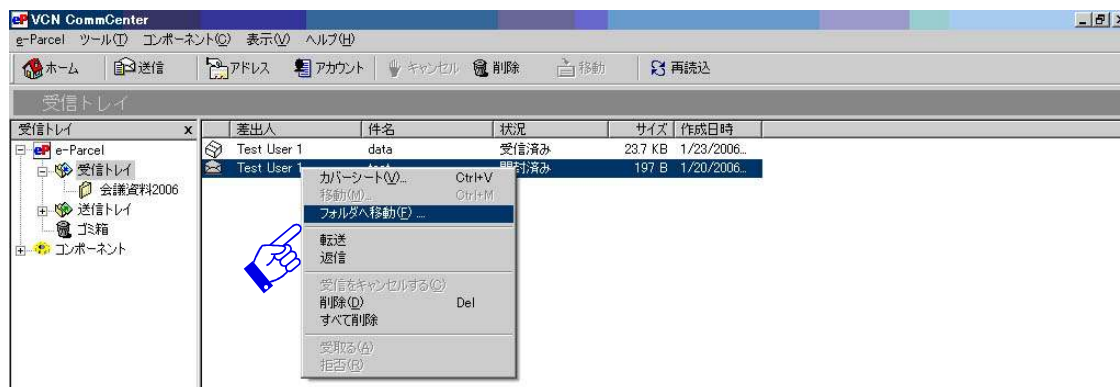 eP VCN CommCenter
e-Parcel ツール(T) コンポーネント(C) 表示(V) ヘルプ(H)
ホーム 送信 アドレス アカウント キャンセル 削除 移動 再読込
受信トレイ
受信トレイ x 差出人 件名 状況 サイズ 作成日時
eP e-Parcel
Test User 1 data 受信済み 23.7 KB 1/23/2006...
受信トレイ
Test User 1 test 開封済み 197 B 1/20/2006...
会議資料2006
送信トレイ
ゴミ箱
コンポーネント
カバーシート(V)... Ctrl+V
移動(M)... Ctrl+M
フォルダへ移動(F) ...
転送
返信
受信をキャンセルする(C)
削除(D) Del
すべて削除
受取る(A)
拒否(R)